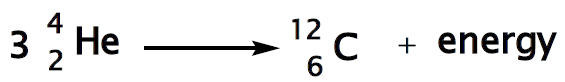 3 ⁴₂He ⟶ ¹²₆C + energy